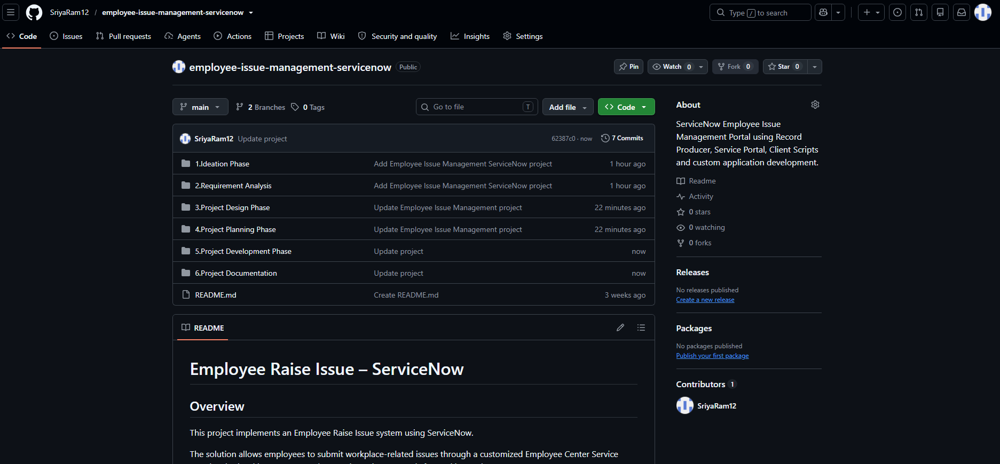 SriyaRam12 / employee-issue-management-servicenow
Type / to search
Code Issues Pull requests Agents Actions Projects Wiki Security and quality Insights Settings
employee-issue-management-servicenow Public
Pin Watch 0 Fork 0 Star 0
main 2 Branches 0 Tags Go to file T Add file Code
SriyaRam12 Update project 62387c0 · now 7 Commits
1.Ideation Phase Add Employee Issue Management ServiceNow project 1 hour ago
2.Requirement Analysis Add Employee Issue Management ServiceNow project 1 hour ago
3.Project Design Phase Update Employee Issue Management project 22 minutes ago
4.Project Planning Phase Update Employee Issue Management project 22 minutes ago
5.Project Development Phase Update project now
6.Project Documentation Update project now
README.md Create README.md 3 weeks ago
README
Employee Raise Issue – ServiceNow
Overview
This project implements an Employee Raise Issue system using ServiceNow.
The solution allows employees to submit workplace-related issues through a customized Employee Center Service
About
ServiceNow Employee Issue
Management Portal using Record
Producer, Service Portal, Client Scripts
and custom application development.
Readme
Activity
0 stars
0 watching
0 forks
Releases
No releases published
Create a new release
Packages
No packages published
Publish your first package
Contributors 1
SriyaRam12